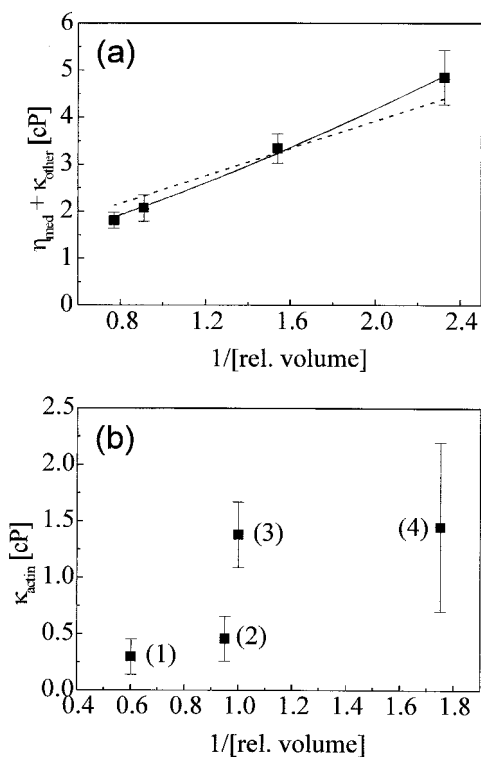 (a)
6
5
4
3
2
1
0
η_med + κ_other [cP]
0.8 1.2 1.6 2.0 2.4
1/[rel. volume]
(b)
2.5
2.0
1.5
1.0
0.5
0.0
κ_actin [cP]
(3)
(4)
(2)
(1)
0.4 0.6 0.8 1.0 1.2 1.4 1.6 1.8
1/[rel. volume]